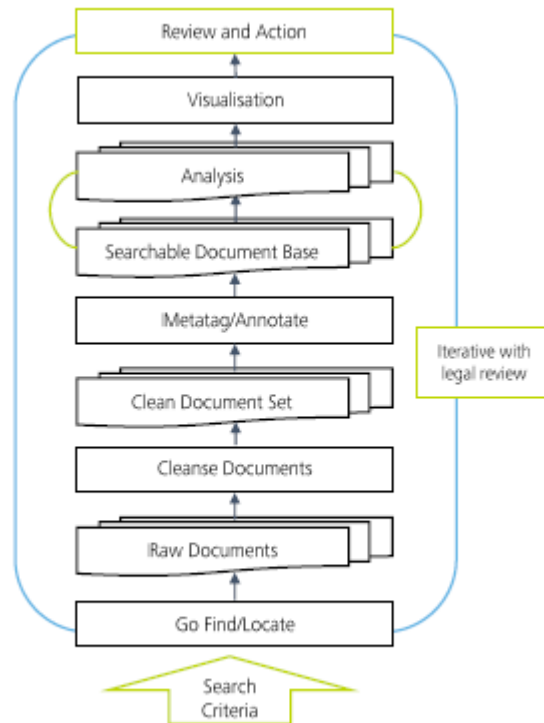 Review and Action
Visualisation
Analysis
Searchable Document Base
Metatag/Annotate
Iterative with
legal review
Clean Document Set
Cleanse Documents
Raw Documents
Go Find/Locate
Search
Criteria